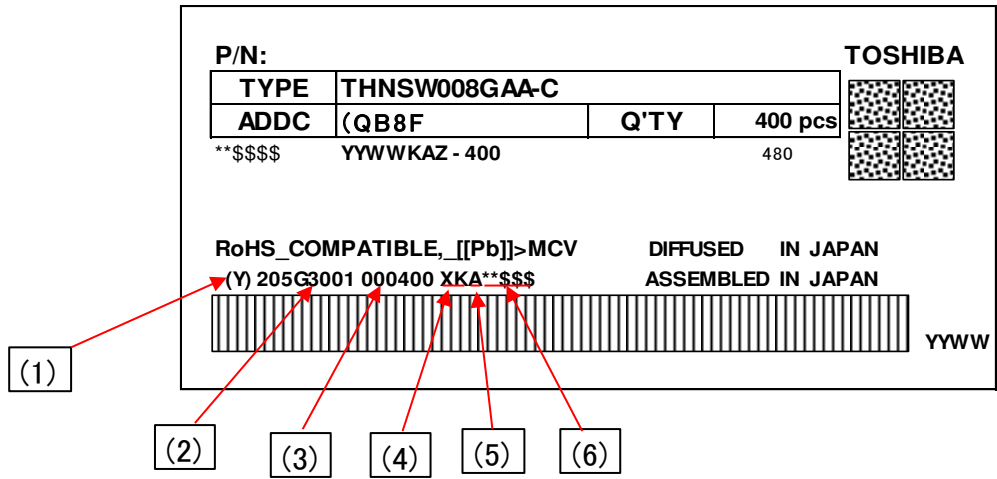 P/N: TOSHIBA
TYPE THNSW008GAA-C
ADDC (QB8F Q'TY 400 pcs
**$$$$ YYWWKAZ - 400 480
RoHS_COMPATIBLE,_[[Pb]]>MCV DIFFUSED IN JAPAN
(Y) 205G3001 000400 XKA**$$$ ASSEMBLED IN JAPAN
YYWW
(1)
(2) (3) (4) (5) (6)